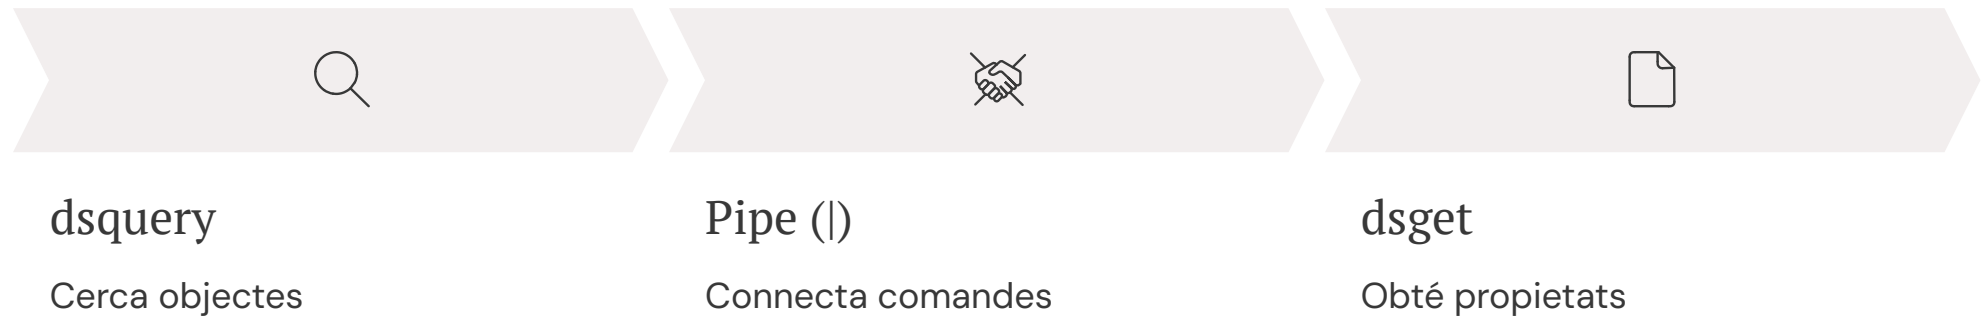 dsquery
Cerca objectes
Pipe (|)
Connecta comandes
dsget
Obté propietats